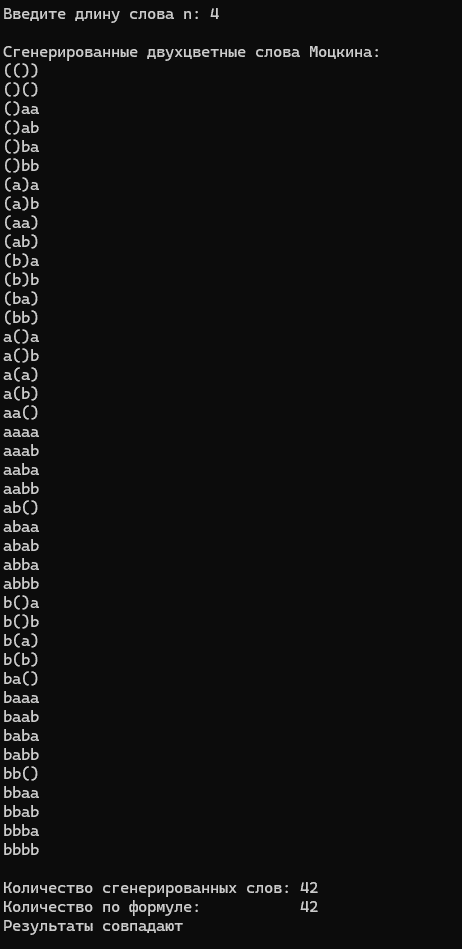 Введите длину слова n: 4
Сгенерированные двухцветные слова Моцкина:
(())
()()
()aa
()ab
()ba
()bb
(a)a
(a)b
(aa)
(ab)
(b)a
(b)b
(ba)
(bb)
a()a
a()b
a(a)
a(b)
aa()
aaaa
aaab
aaba
aabb
ab()
abaa
abab
abba
abbb
b()a
b()b
b(a)
b(b)
ba()
baaa
baab
baba
babb
bb()
bbaa
bbab
bbba
bbbb
Количество сгенерированных слов: 42
Количество по формуле:           42
Результаты совпадают